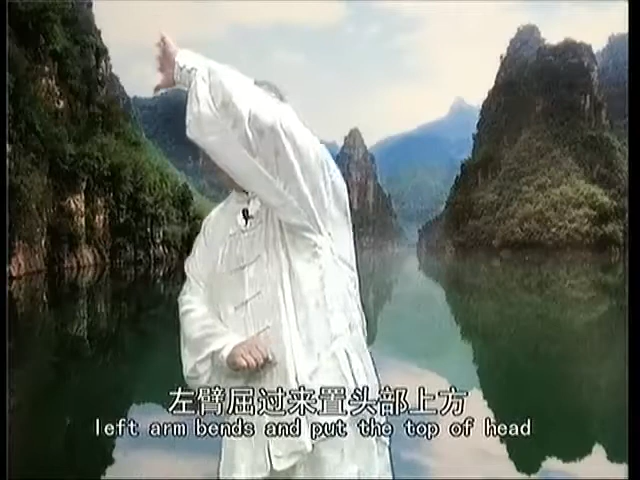 左臂屈过来置头部上方
left arm bends and put the top of head